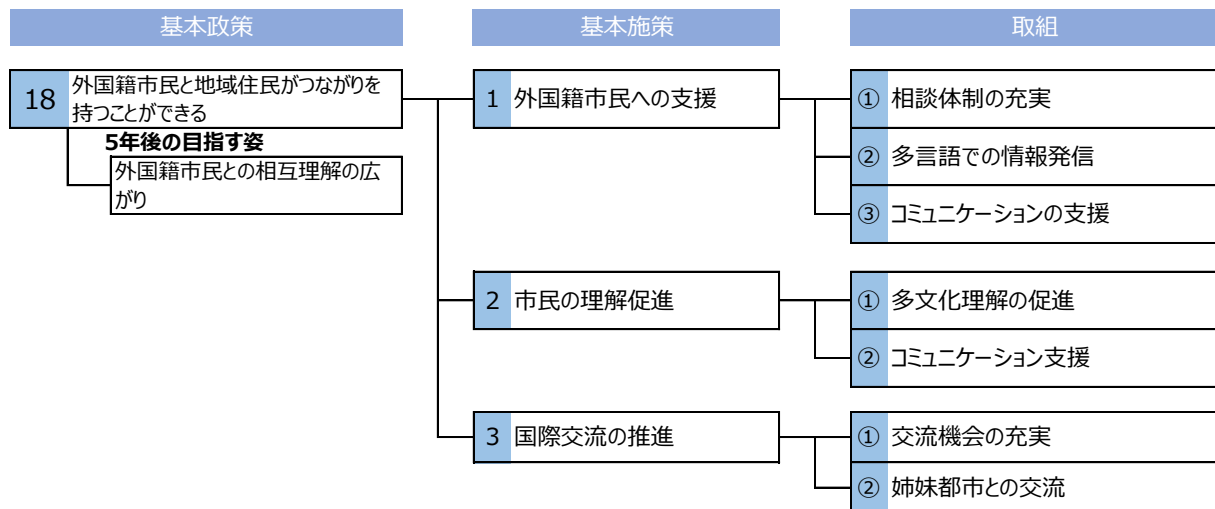 基本政策
基本施策
取組
18
外国籍市民と地域住民がつながりを
持つことができる
5年後の目指す姿
外国籍市民との相互理解の広
がり
1 外国籍市民への支援
① 相談体制の充実
② 多言語での情報発信
③ コミュニケーションの支援
2 市民の理解促進
① 多文化理解の促進
② コミュニケーション支援
3 国際交流の推進
① 交流機会の充実
② 姉妹都市との交流